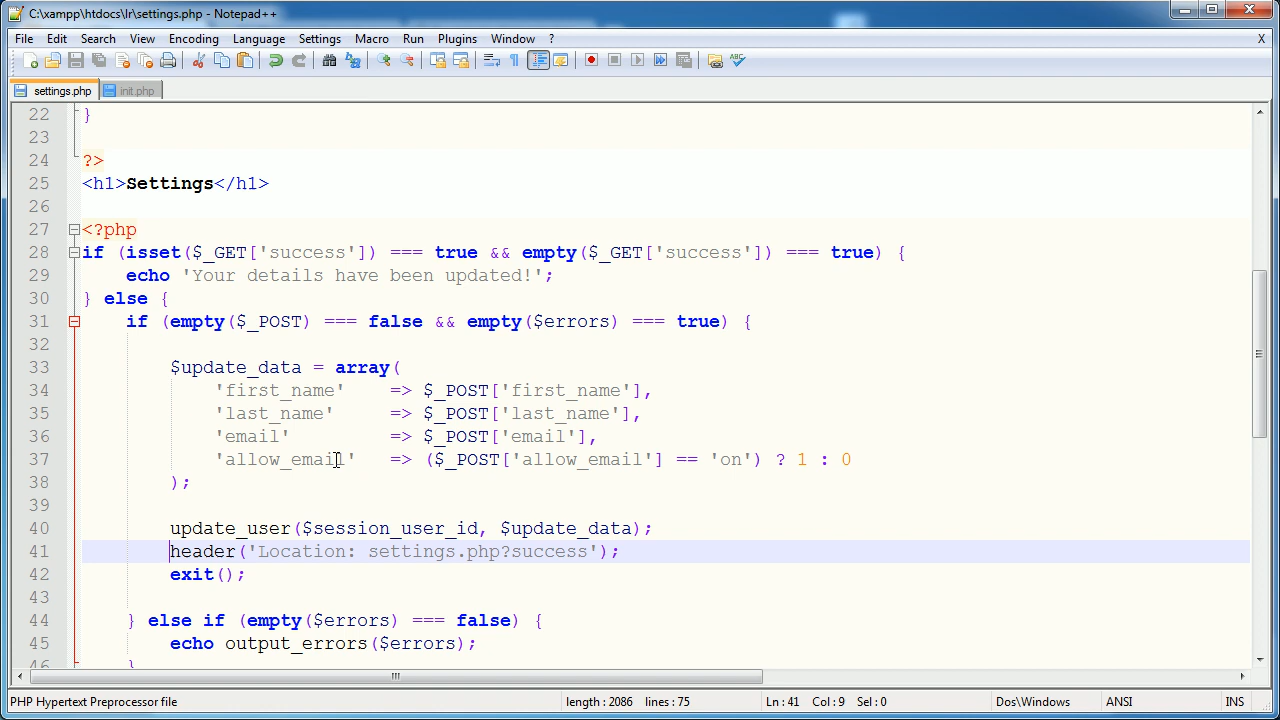 C:\xampp\htdocs\lr\settings.php - Notepad++
File Edit Search View Encoding Language Settings Macro Run Plugins Window ? X
settings.php init.php
22 }
23
24 ?>
25 <h1>Settings</h1>
26
27 <?php
28 if (isset($_GET['success']) === true && empty($_GET['success']) === true) {
29 echo 'Your details have been updated!';
30 } else {
31 if (empty($_POST) === false && empty($errors) === true) {
32
33 $update_data = array(
34 'first_name' => $_POST['first_name'],
35 'last_name' => $_POST['last_name'],
36 'email' => $_POST['email'],
37 'allow_email' => ($_POST['allow_email'] == 'on') ? 1 : 0
38 );
39
40 update_user($session_user_id, $update_data);
41 header('Location: settings.php?success');
42 exit();
43
44 } else if (empty($errors) === false) {
45 echo output_errors($errors);
46 }
PHP Hypertext Preprocessor file length : 2086 lines : 75 Ln : 41 Col : 9 Sel : 0 Dos\Windows ANSI INS